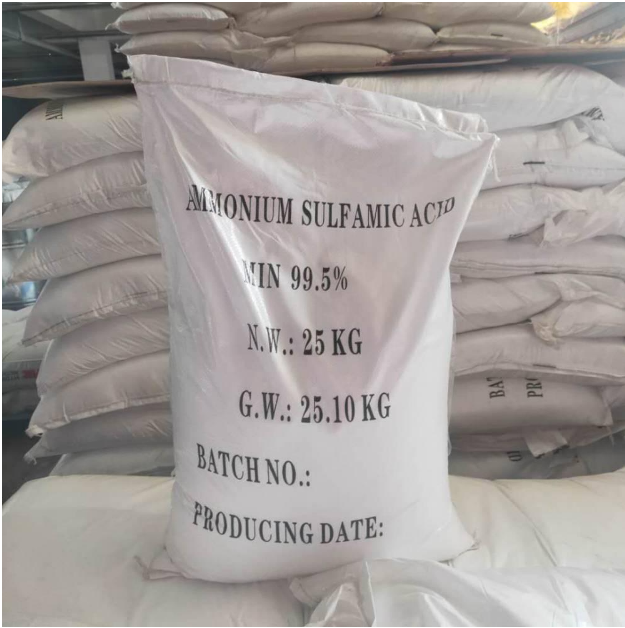 AMMONIUM SULFAMIC ACID
MIN 99.5%
N.W.: 25 KG
G.W.: 25.10 KG
BATCH NO.:
PRODUCING DATE: